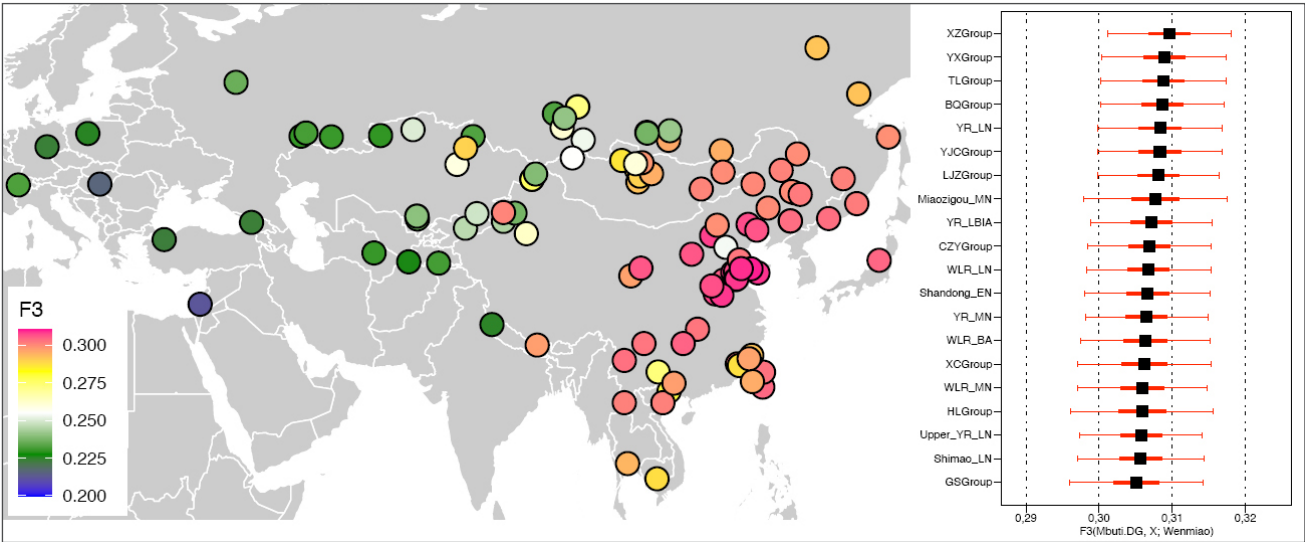 F3
0.300
0.275
0.250
0.225
0.200
XZGroup
YXGroup
TLGroup
BQGroup
YR_LN
YJCGroup
LJZGroup
Miaozigou_MN
YR_LBIA
CZYGroup
WLR_LN
Shandong_EN
YR_MN
WLR_BA
XCGroup
WLR_MN
HLGroup
Upper_YR_LN
Shimao_LN
GSGroup
0,29 0,30 0,31 0,32
F3(Mbuti.DG, X; Wenmiao)